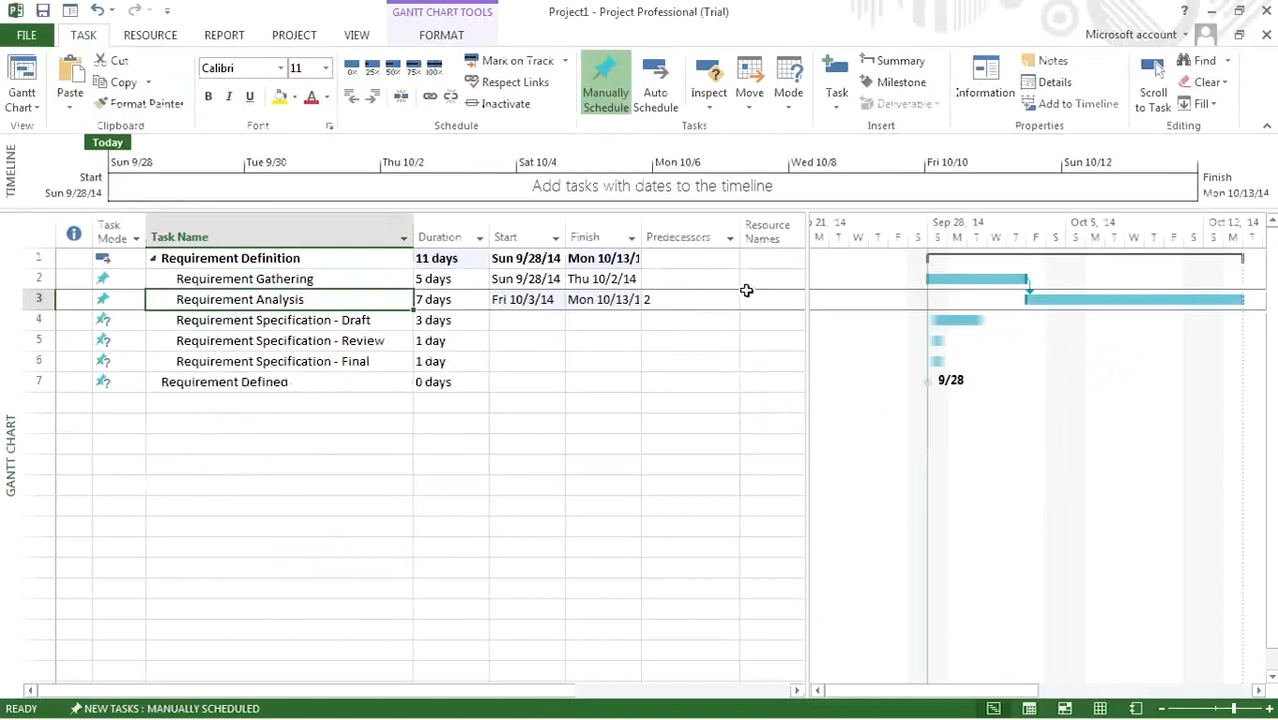 GANTT CHART TOOLS
Project1 - Project Professional (Trial)
?
FILE TASK RESOURCE REPORT PROJECT VIEW FORMAT
Microsoft account
Gantt Chart
View
Paste
Cut
Copy
Format Painter
Clipboard
Calibri 11
B I U A
Font
0% 25% 50% 75% 100%
Mark on Track
Respect Links
Inactivate
Schedule
Manually Schedule
Auto Schedule
Inspect
Move
Mode
Tasks
Task
Summary
Milestone
Deliverable
Insert
Information
Notes
Details
Add to Timeline
Properties
Scroll to Task
Find
Clear
Fill
Editing
Today
TIMELINE
Sun 9/28 Tue 9/30 Thu 10/2 Sat 10/4 Mon 10/6 Wed 10/8 Fri 10/10 Sun 10/12
Start
Sun 9/28/14
Add tasks with dates to the timeline
Finish
Mon 10/13/14
GANTT CHART
Task Mode Task Name Duration Start Finish Predecessors Resource Names
21, '14 Sep 28, '14 Oct 5, '14 Oct 12, '14
M T W T F S S M T W T F S S M T W T F S S M T
1 Requirement Definition 11 days Sun 9/28/14 Mon 10/13/1
2 Requirement Gathering 5 days Sun 9/28/14 Thu 10/2/14
3 Requirement Analysis 7 days Fri 10/3/14 Mon 10/13/1 2
4 Requirement Specification - Draft 3 days
5 Requirement Specification - Review 1 day
6 Requirement Specification - Final 1 day
7 Requirement Defined 0 days 9/28
READY NEW TASKS : MANUALLY SCHEDULED